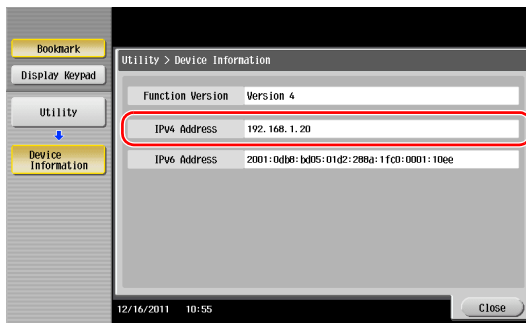 Bookmark
Display Keypad
Utility
Device
Information
Utility > Device Information
Function Version Version 4
IPv4 Address 192.168.1.20
IPv6 Address 2001:0db8:bd05:01d2:288a:1fc0:0001:10ee
12/16/2011 10:55
Close